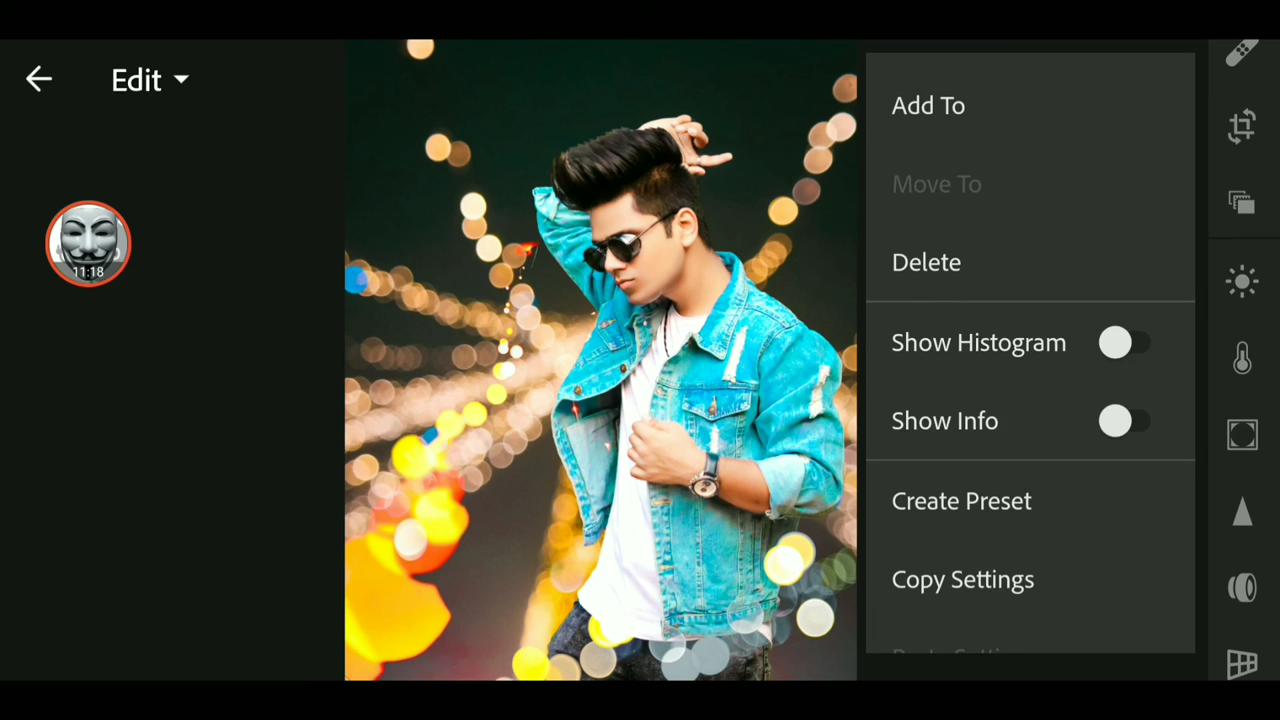 Edit
11:18
Add To
Move To
Delete
Show Histogram
Show Info
Create Preset
Copy Settings